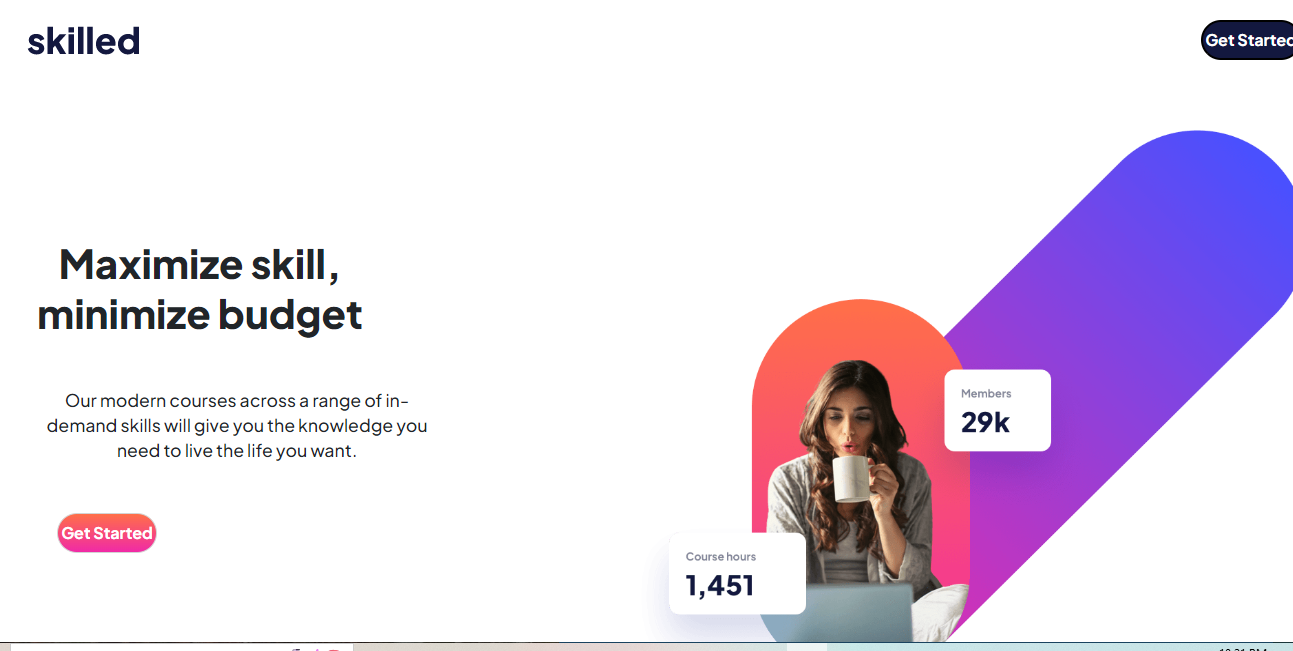 skilled
Get Started
Maximize skill,
minimize budget
Members
29k
Our modern courses across a range of in-
demand skills will give you the knowledge you
need to live the life you want.
Get Started
Course hours
1,451